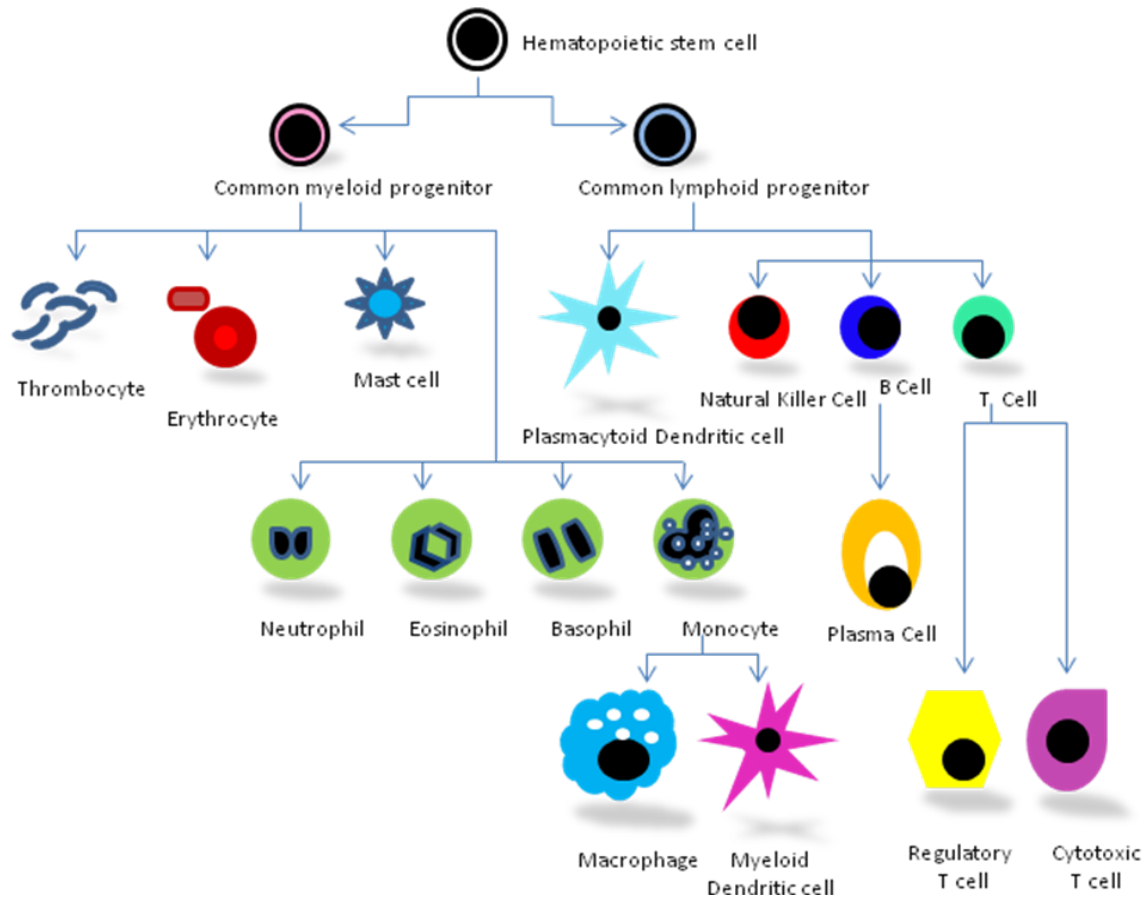 Hematopoietic stem cell
Common myeloid progenitor
Common lymphoid progenitor
Thrombocyte
Erythrocyte
Mast cell
Plasmacytoid Dendritic cell
Natural Killer Cell
B Cell
T Cell
Neutrophil
Eosinophil
Basophil
Monocyte
Plasma Cell
Macrophage
Myeloid
Dendritic cell
Regulatory
T cell
Cytotoxic
T cell